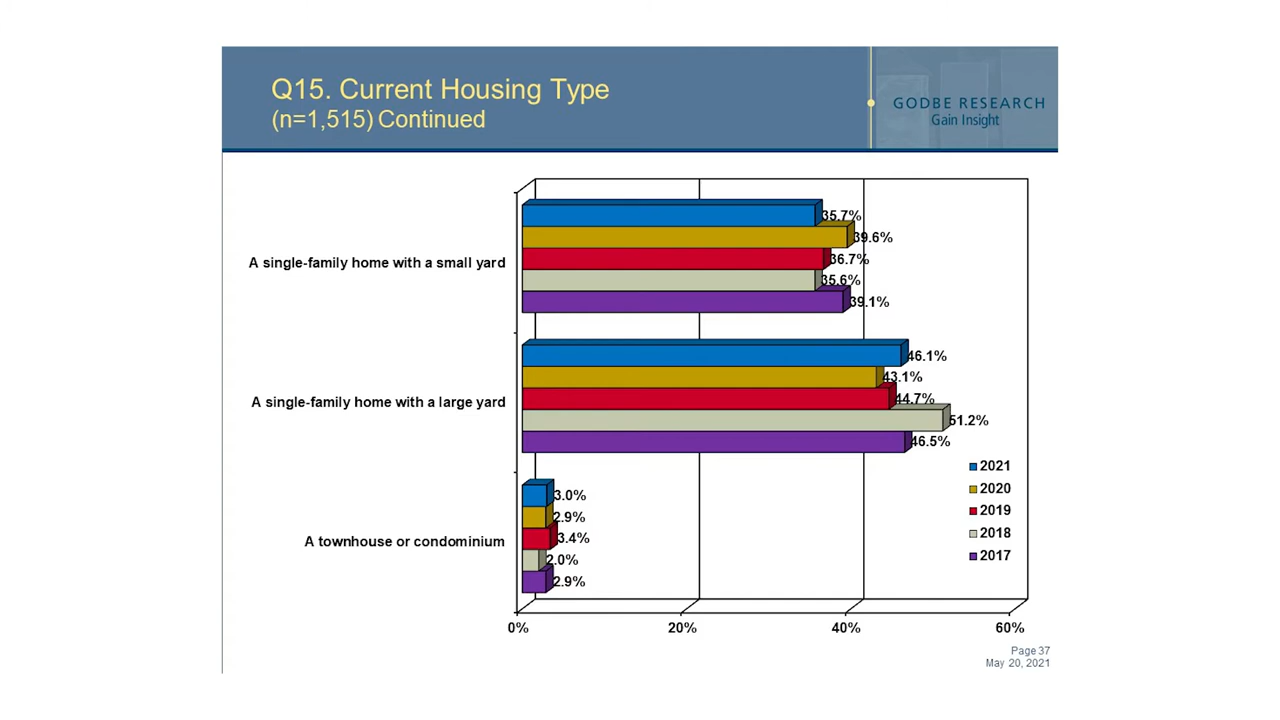 Q15. Current Housing Type
(n=1,515) Continued
GODBE RESEARCH
Gain Insight
A single-family home with a small yard
35.7%
39.6%
36.7%
35.6%
39.1%
A single-family home with a large yard
46.1%
43.1%
44.7%
51.2%
46.5%
A townhouse or condominium
3.0%
2.9%
3.4%
2.0%
2.9%
2021
2020
2019
2018
2017
0% 20% 40% 60%
Page 37
May 20, 2021